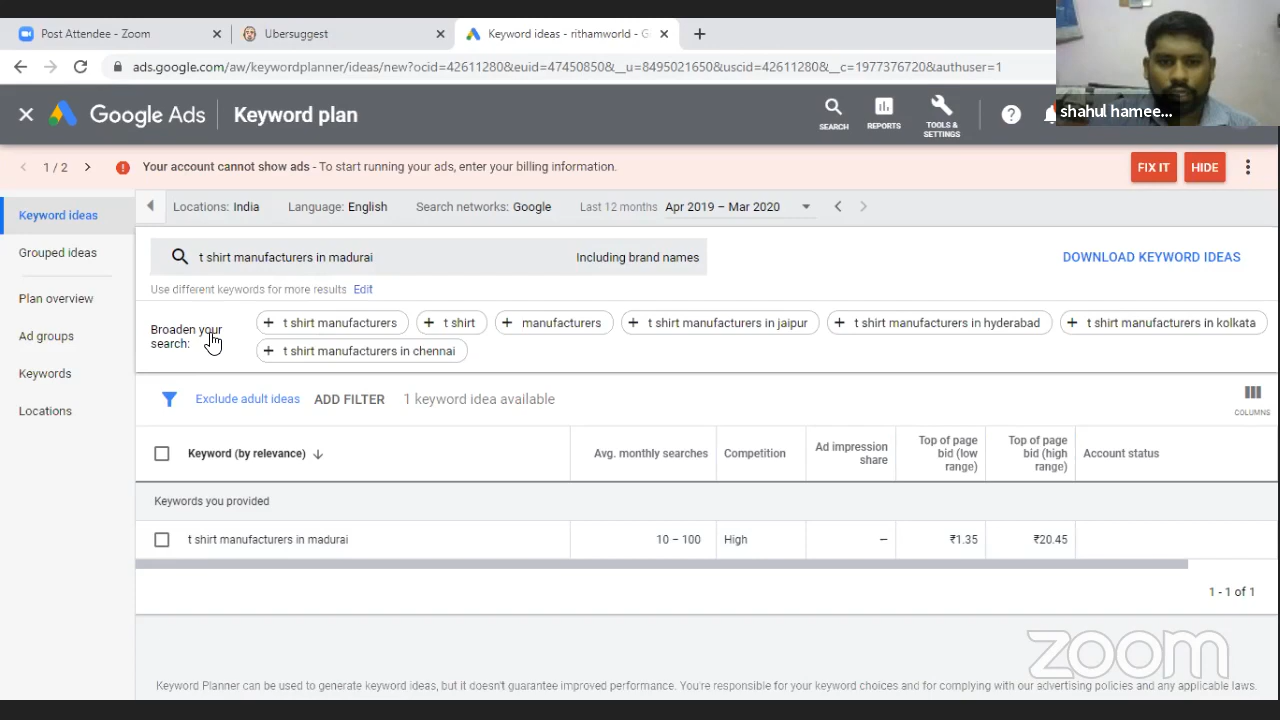 Post Attendee - Zoom
Ubersuggest
Keyword ideas - rithamworld - G
ads.google.com/aw/keywordplanner/ideas/new?ocid=42611280&euid=47450850&__u=8495021650&uscid=42611280&__c=1977376720&authuser=1
shahul hamee...
Google Ads
Keyword plan
SEARCH
REPORTS
TOOLS &
SETTINGS
1 / 2
Your account cannot show ads - To start running your ads, enter your billing information.
FIX IT
HIDE
Keyword ideas
Grouped ideas
Plan overview
Ad groups
Keywords
Locations
Locations: India
Language: English
Search networks: Google
Last 12 months
Apr 2019 – Mar 2020
t shirt manufacturers in madurai
Including brand names
DOWNLOAD KEYWORD IDEAS
Use different keywords for more results Edit
Broaden your
search:
+ t shirt manufacturers
+ t shirt
+ manufacturers
+ t shirt manufacturers in jaipur
+ t shirt manufacturers in hyderabad
+ t shirt manufacturers in kolkata
+ t shirt manufacturers in chennai
Exclude adult ideas
ADD FILTER
1 keyword idea available
COLUMNS
Keyword (by relevance)
Avg. monthly searches
Competition
Ad impression
share
Top of page
bid (low
range)
Top of page
bid (high
range)
Account status
Keywords you provided
t shirt manufacturers in madurai
10 – 100
High
–
₹1.35
₹20.45
1 - 1 of 1
zoom
Keyword Planner can be used to generate keyword ideas, but it doesn't guarantee improved performance. You're responsible for your keyword choices and for complying with our advertising policies and any applicable laws.